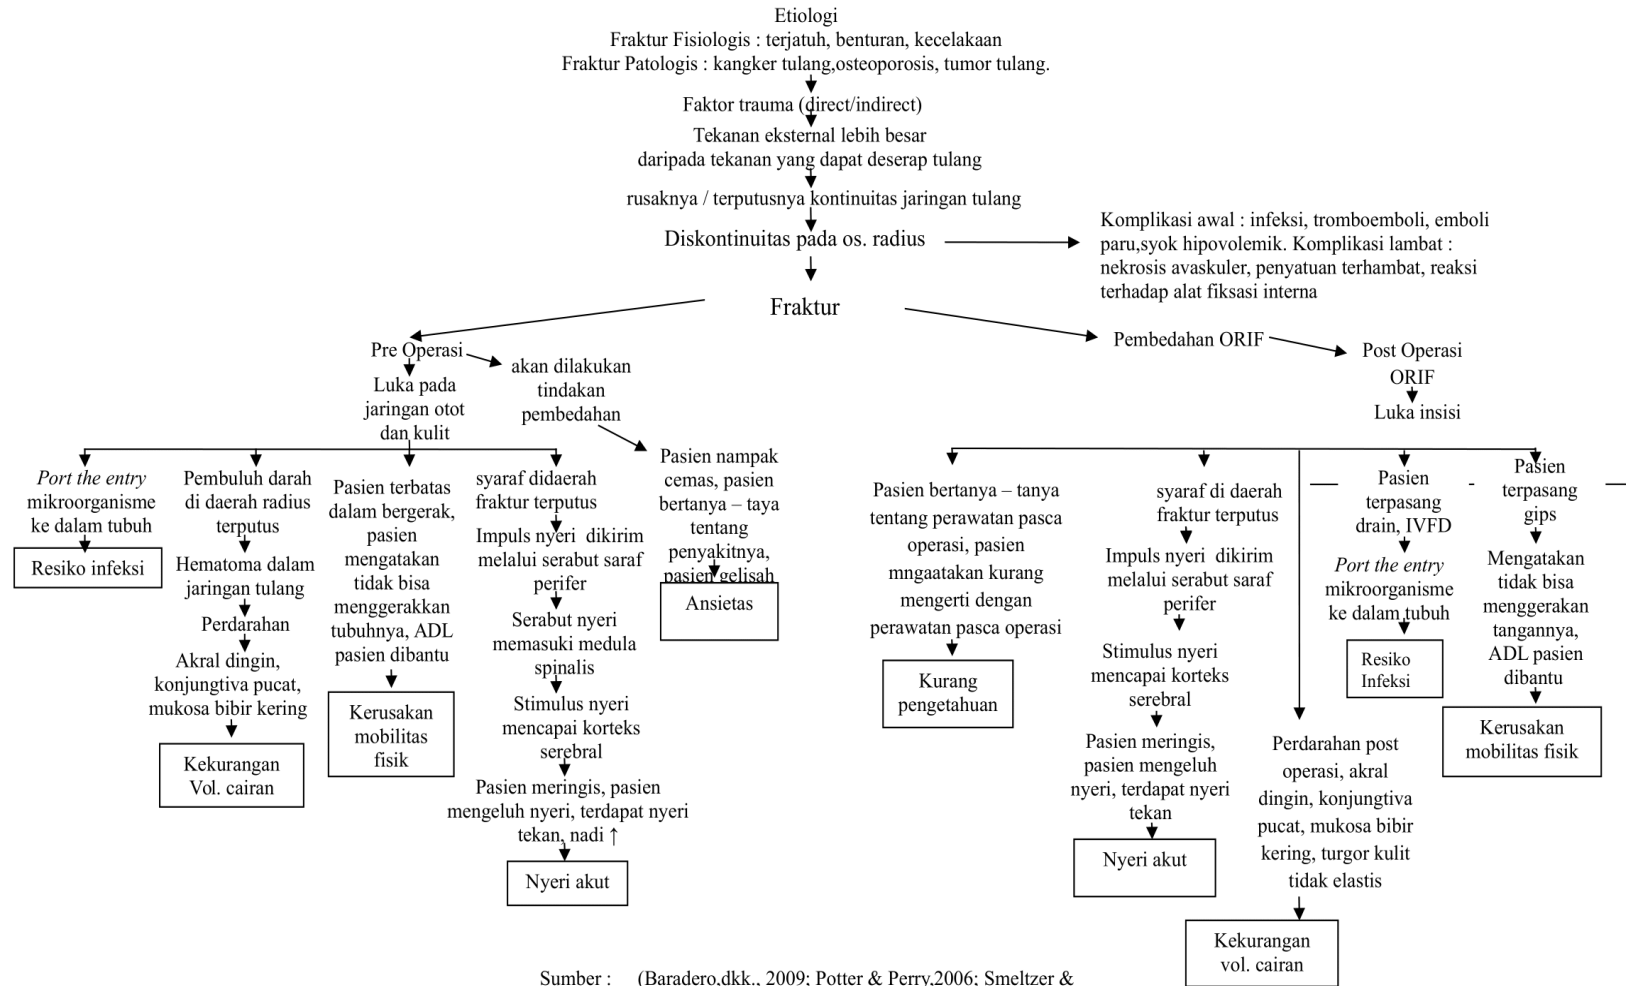 Etiologi
Fraktur Fisiologis : terjatuh, benturan, kecelakaan
Fraktur Patologis : kangker tulang,osteoporosis, tumor tulang.
Faktor trauma (direct/indirect)
Tekanan eksternal lebih besar
daripada tekanan yang dapat deserap tulang
rusaknya / terputusnya kontinuitas jaringan tulang
Diskontinuitas pada os. radius
Komplikasi awal : infeksi, tromboemboli, emboli
paru,syok hipovolemik. Komplikasi lambat :
nekrosis avaskuler, penyatuan terhambat, reaksi
terhadap alat fiksasi interna
Fraktur
Pre Operasi
akan dilakukan
tindakan
pembedahan
Luka pada
jaringan otot
dan kulit
Port the entry
mikroorganisme
ke dalam tubuh
Resiko infeksi
Pembuluh darah
di daerah radius
terputus
Hematoma dalam
jaringan tulang
Perdarahan
Akral dingin,
konjungtiva pucat,
mukosa bibir kering
Kekurangan
Vol. cairan
Pasien terbatas
dalam bergerak,
pasien
mengatakan
tidak bisa
menggerakkan
tubuhnya, ADL
pasien dibantu
Kerusakan
mobilitas
fisik
syaraf didaerah
fraktur terputus
Impuls nyeri dikirim
melalui serabut saraf
perifer
Serabut nyeri
memasuki medula
spinalis
Stimulus nyeri
mencapai korteks
serebral
Pasien meringis, pasien
mengeluh nyeri, terdapat nyeri
tekan, nadi ↑
Nyeri akut
Pasien nampak
cemas, pasien
bertanya – taya
tentang
penyakitnya,
pasien gelisah
Ansietas
Pembedahan ORIF
Post Operasi
ORIF
Luka insisi
Pasien bertanya – tanya
tentang perawatan pasca
operasi, pasien
mngaatakan kurang
mengerti dengan
perawatan pasca operasi
Kurang
pengetahuan
syaraf di daerah
fraktur terputus
Impuls nyeri dikirim
melalui serabut saraf
perifer
Stimulus nyeri
mencapai korteks
serebral
Pasien meringis,
pasien mengeluh
nyeri, terdapat nyeri
tekan
Nyeri akut
Perdarahan post
operasi, akral
dingin, konjungtiva
pucat, mukosa bibir
kering, turgor kulit
tidak elastis
Kekurangan
vol. cairan
Pasien
terpasang
drain, IVFD
Port the entry
mikroorganisme
ke dalam tubuh
Resiko
Infeksi
Pasien
terpasang
gips
Mengatakan
tidak bisa
menggerakan
tangannya,
ADL pasien
dibantu
Kerusakan
mobilitas fisik
Sumber : (Baradero,dkk., 2009; Potter & Perry,2006; Smeltzer &